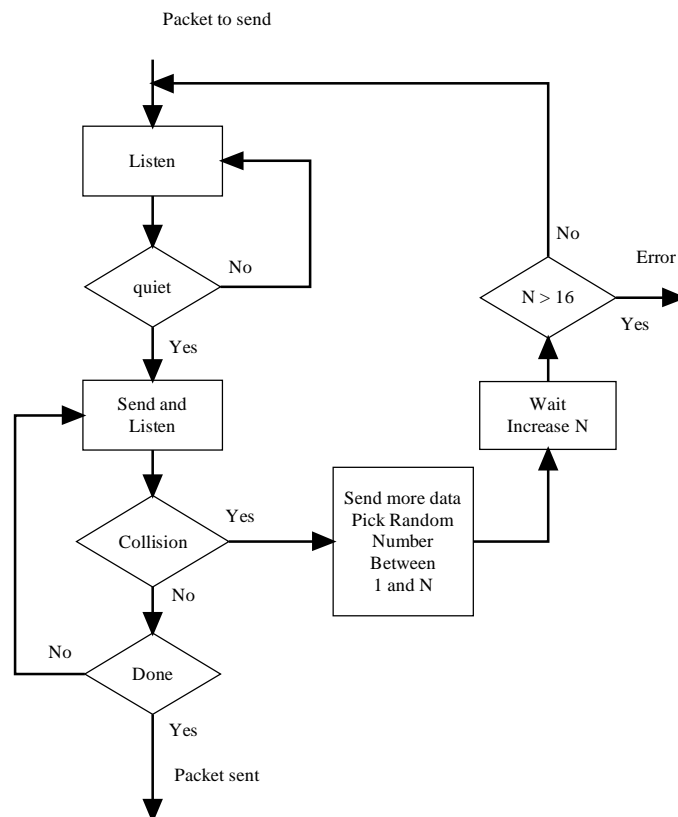 Packet to send
Listen
quiet
No
Yes
Send and
Listen
Collision
Yes
No
Done
No
Yes
Packet sent
Send more data
Pick Random
Number
Between
1 and N
Wait
Increase N
N > 16
No
Yes
Error